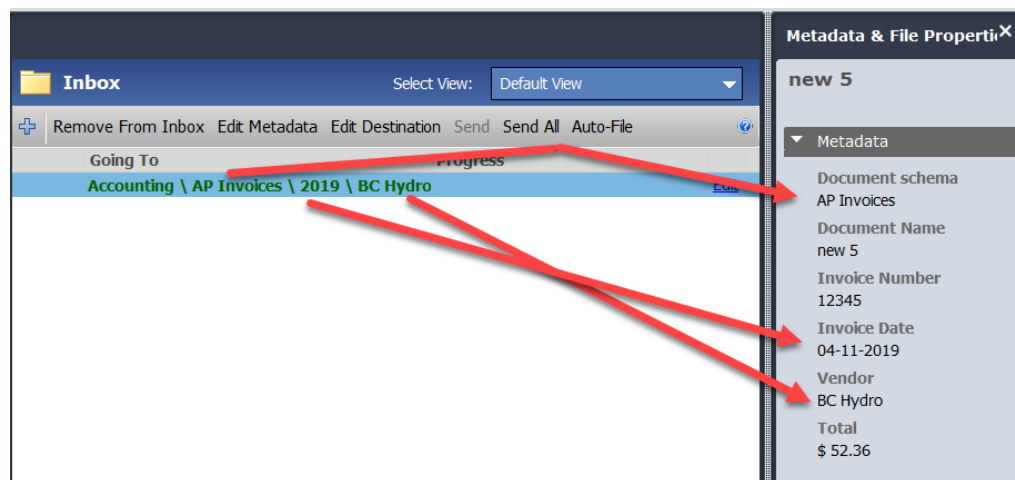 Metadata & File Properti
Inbox
Select View:
Default View
new 5
Remove From Inbox Edit Metadata Edit Destination Send Send All Auto-File
Metadata
Going To
Progress
Accounting \ AP Invoices \ 2019 \ BC Hydro
Edit
Document schema
AP Invoices
Document Name
new 5
Invoice Number
12345
Invoice Date
04-11-2019
Vendor
BC Hydro
Total
$ 52.36